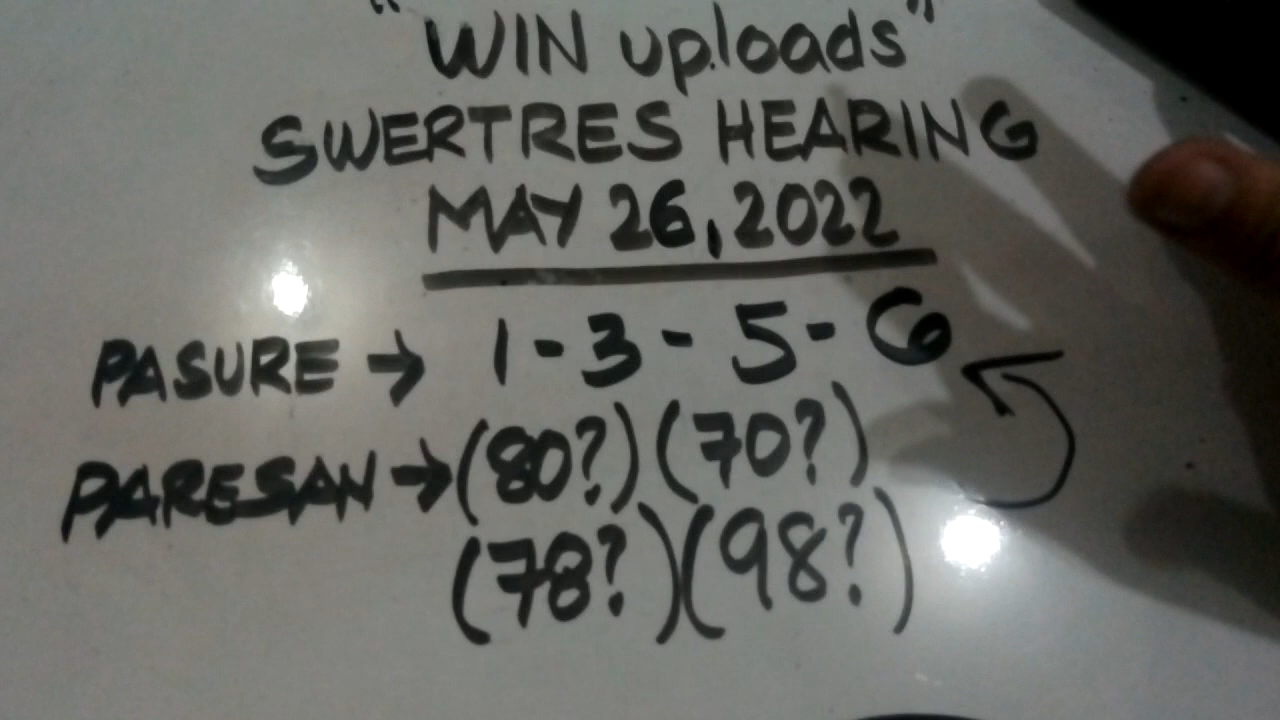 "WIN uploads"
SWERTRES HEARING
MAY 26, 2022
PASURE → 1-3-5-6
PARESAN → (80?) (70?)
(78?) (98?)